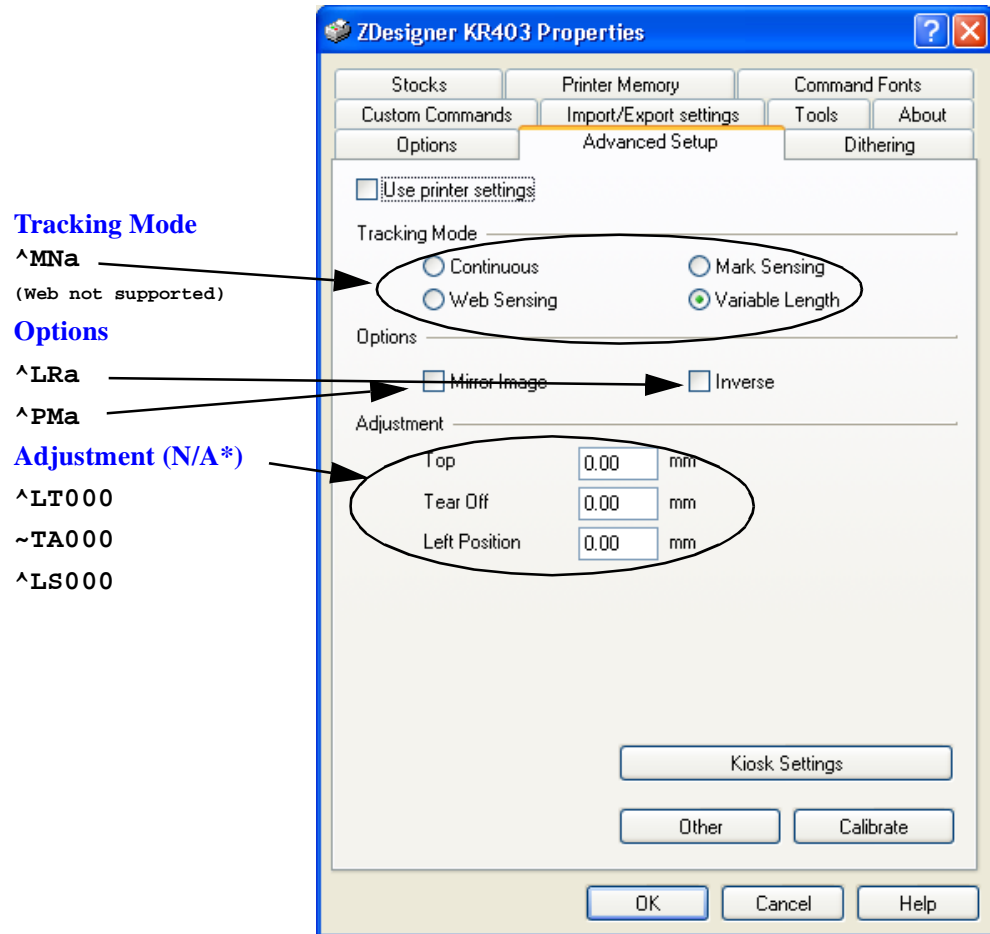 ZDesigner KR403 Properties
Stocks Printer Memory Command Fonts
Custom Commands Import/Export settings Tools About
Options Advanced Setup Dithering
Use printer settings
Tracking Mode
^MNa
(Web not supported)
Options
^LRa
^PMa
Adjustment (N/A*)
^LT000
~TA000
^LS000
Tracking Mode
Continuous Mark Sensing
Web Sensing Variable Length
Options
Mirror Image Inverse
Adjustment
Top 0.00 mm
Tear Off 0.00 mm
Left Position 0.00 mm
Kiosk Settings
Other Calibrate
OK Cancel Help